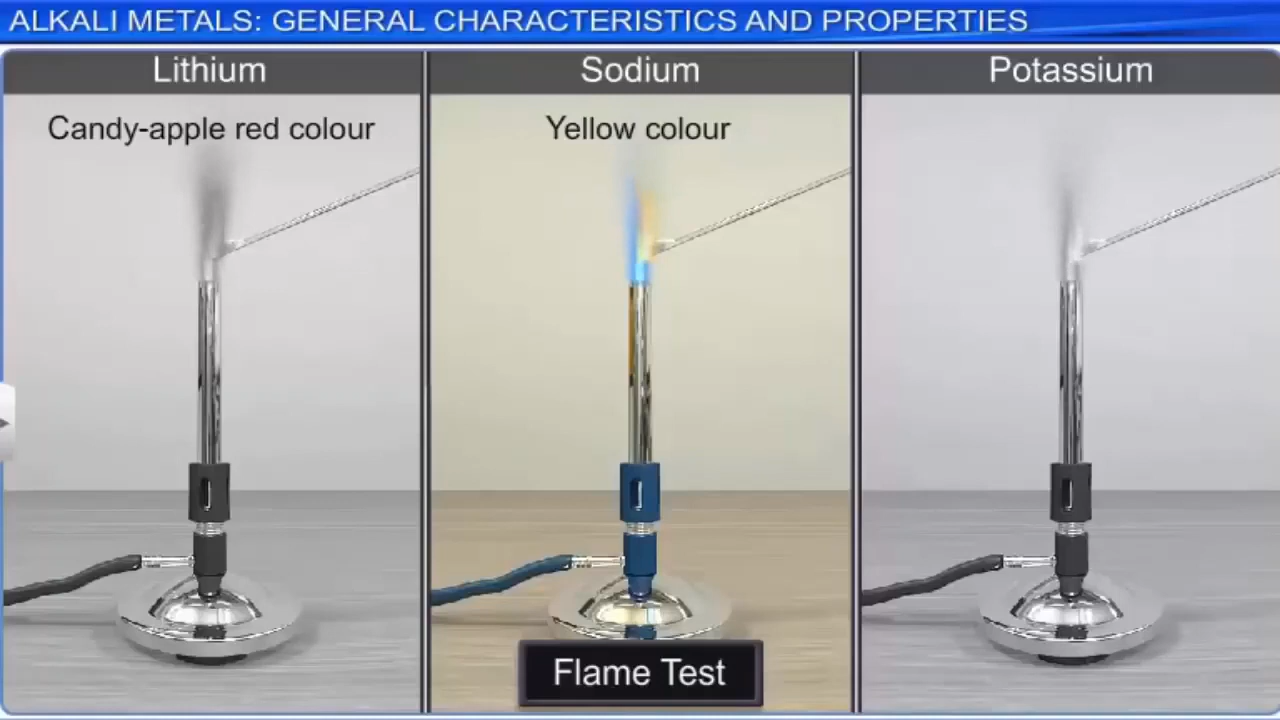 ALKALI METALS: GENERAL CHARACTERISTICS AND PROPERTIES
Lithium
Sodium
Potassium
Candy-apple red colour
Yellow colour
Flame Test